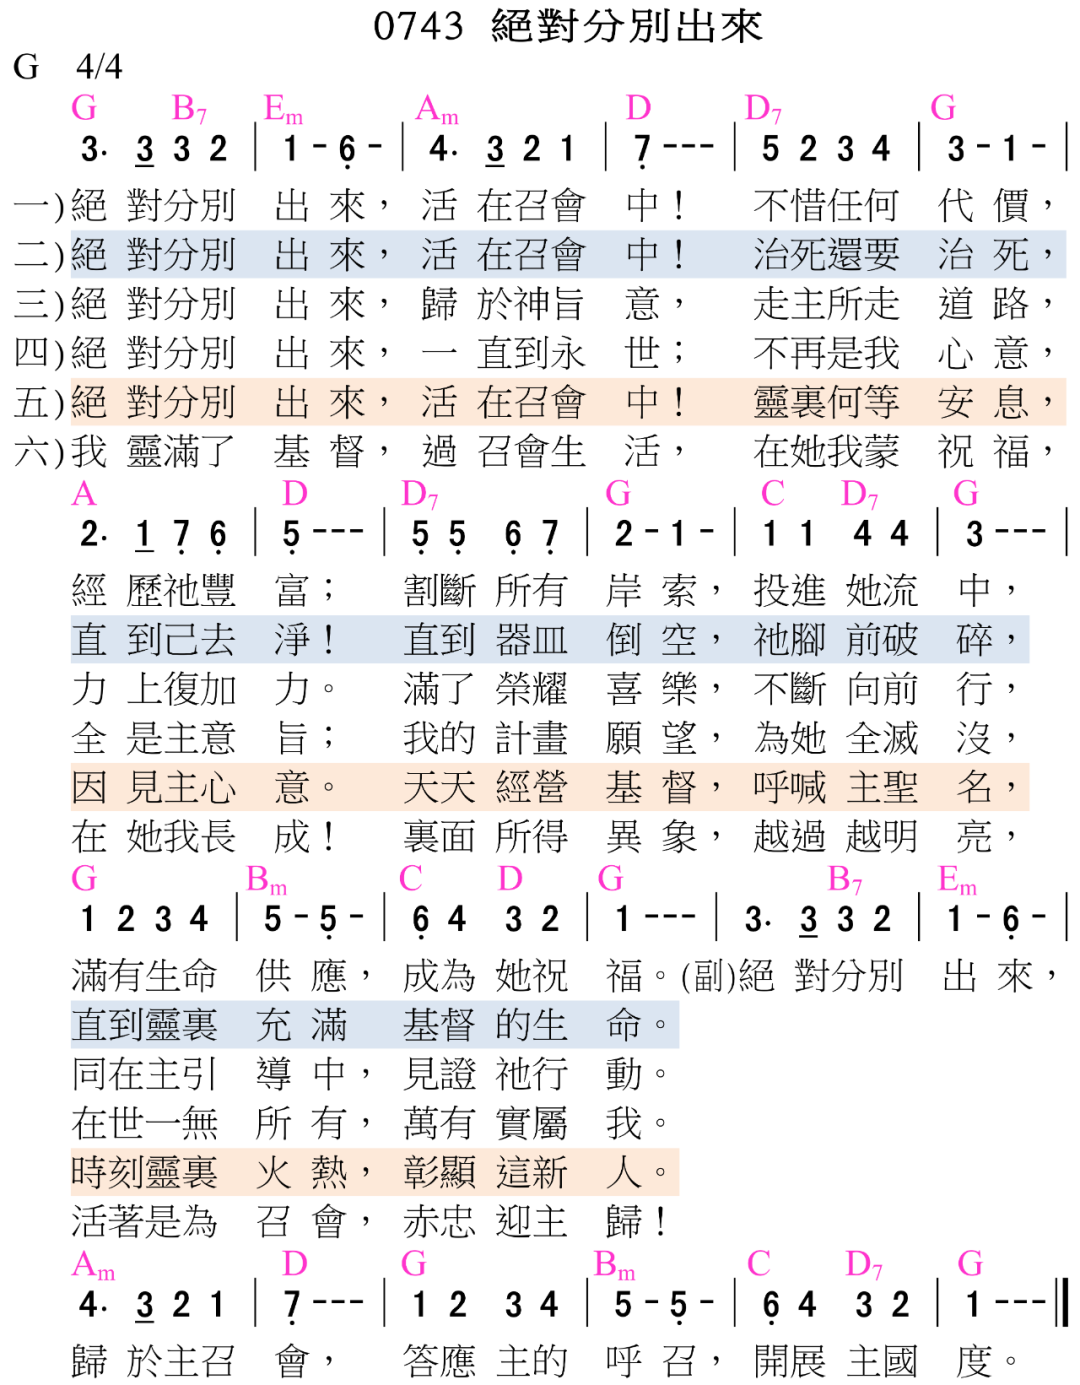 0743 絕對分別出來
G 4/4
G B7 Em Am D D7 G
3· 3 3 2 | 1 - 6 - | 4· 3 2 1 | 7 - - - | 5 2 3 4 | 3 - 1 - |
一)絕 對分別 出 來， 活 在召會 中！ 不惜任何 代 價，
二)絕 對分別 出 來， 活 在召會 中！ 治死還要 治 死，
三)絕 對分別 出 來， 歸 於神旨 意， 走主所走 道 路，
四)絕 對分別 出 來， 一 直到永 世； 不再是我 心 意，
五)絕 對分別 出 來， 活 在召會 中！ 靈裏何等 安 息，
六)我 靈滿了 基 督， 過 召會生 活， 在她我蒙 祝 福，
A D D7 G C D7 G
2· 1 7 6 | 5 - - - | 5 5 6 7 | 2 - 1 - | 1 1 4 4 | 3 - - - |
經 歷祂豐 富； 割斷 所有 岸 索， 投進 她流 中，
直 到己去 淨！ 直到 器皿 倒 空， 祂腳 前破 碎，
力 上復加 力。 滿了 榮耀 喜 樂， 不斷 向前 行，
全 是主意 旨； 我的 計畫 願 望， 為她 全滅 沒，
因 見主心 意。 天天 經營 基 督， 呼喊 主聖 名，
在 她我長 成！ 裏面 所得 異 象， 越過 越明 亮，
G Bm C D G B7 Em
1 2 3 4 | 5 - 5 - | 6 4 3 2 | 1 - - - | 3· 3 3 2 | 1 - 6 - |
滿有生命 供 應， 成為 她祝 福。(副)絕 對分別 出 來，
直到靈裏 充 滿 基督 的生 命。
同在主引 導 中， 見證 祂行 動。
在世一無 所 有， 萬有 實屬 我。
時刻靈裏 火 熱， 彰顯 這新 人。
活著是為 召 會， 赤忠 迎主 歸！
Am D G Bm C D7 G
4· 3 2 1 | 7 - - - | 1 2 3 4 | 5 - 5 - | 6 4 3 2 | 1 - - - ‖
歸 於主召 會， 答應 主的 呼 召， 開展 主國 度。